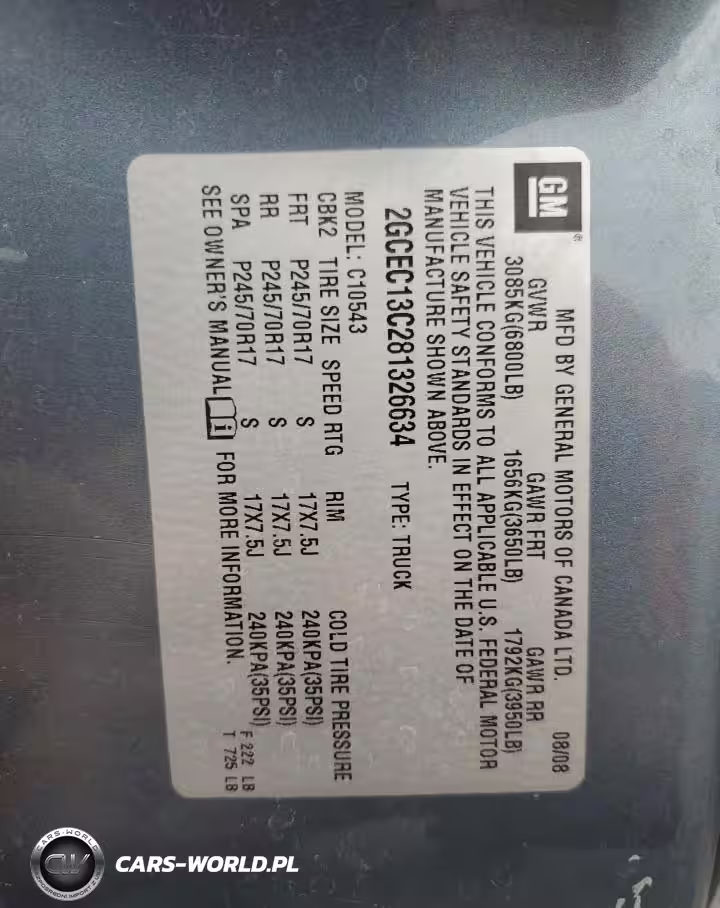 GM®
MFD BY GENERAL MOTORS OF CANADA LTD. 08/08
GVWR GAWR FRT GAWR RR
3085KG(6800LB) 1656KG(3650LB) 1792KG(3950LB)
THIS VEHICLE CONFORMS TO ALL APPLICABLE U.S. FEDERAL MOTOR
VEHICLE SAFETY STANDARDS IN EFFECT ON THE DATE OF
MANUFACTURE SHOWN ABOVE.
2GCEC13C281326634 TYPE: TRUCK
MODEL: C10543
CBK2 TIRE SIZE SPEED RTG RIM COLD TIRE PRESSURE
FRT P245/70R17 S 17X7.5J 240KPA(35PSI)
RR P245/70R17 S 17X7.5J 240KPA(35PSI)
SPA P245/70R17 S 17X7.5J 240KPA(35PSI)
SEE OWNER'S MANUAL i FOR MORE INFORMATION.
F 222 LB
T 725 LB
CARS-WORLD
CW
CARS-WORLD.PL